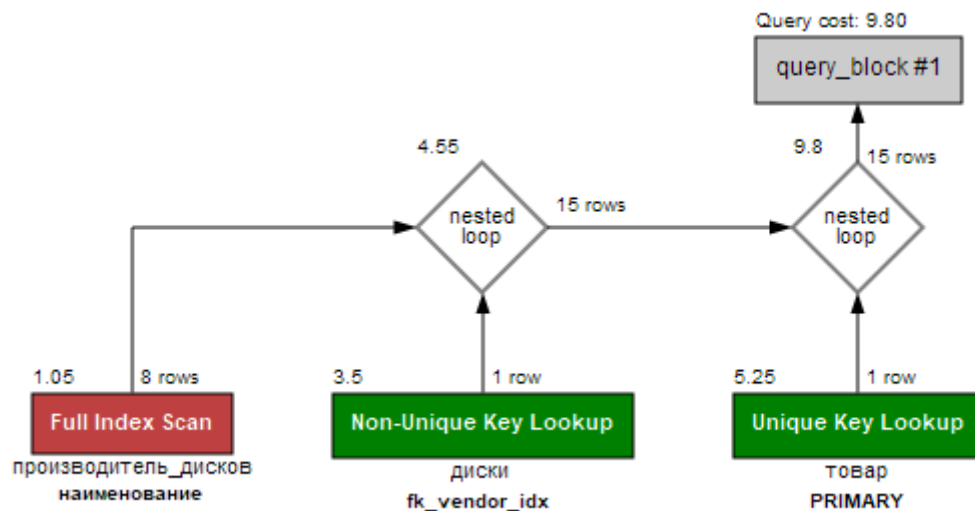 Query cost: 9.80
query_block #1
4.55
9.8
15 rows
nested
loop
15 rows
nested
loop
1.05
8 rows
3.5
1 row
5.25
1 row
Full Index Scan
Non-Unique Key Lookup
Unique Key Lookup
производитель_дисков
диски
товар
наименование
fk_vendor_idx
PRIMARY